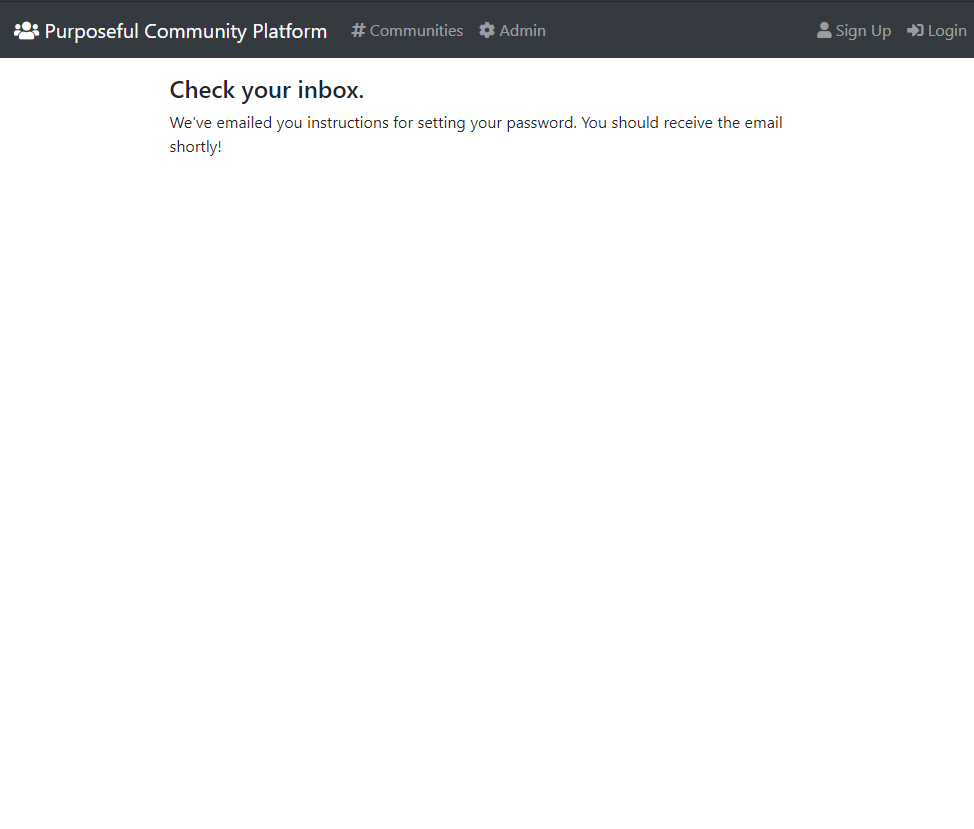 Purposeful Community Platform # Communities Admin Sign Up Login
Check your inbox.
We've emailed you instructions for setting your password. You should receive the email
shortly!